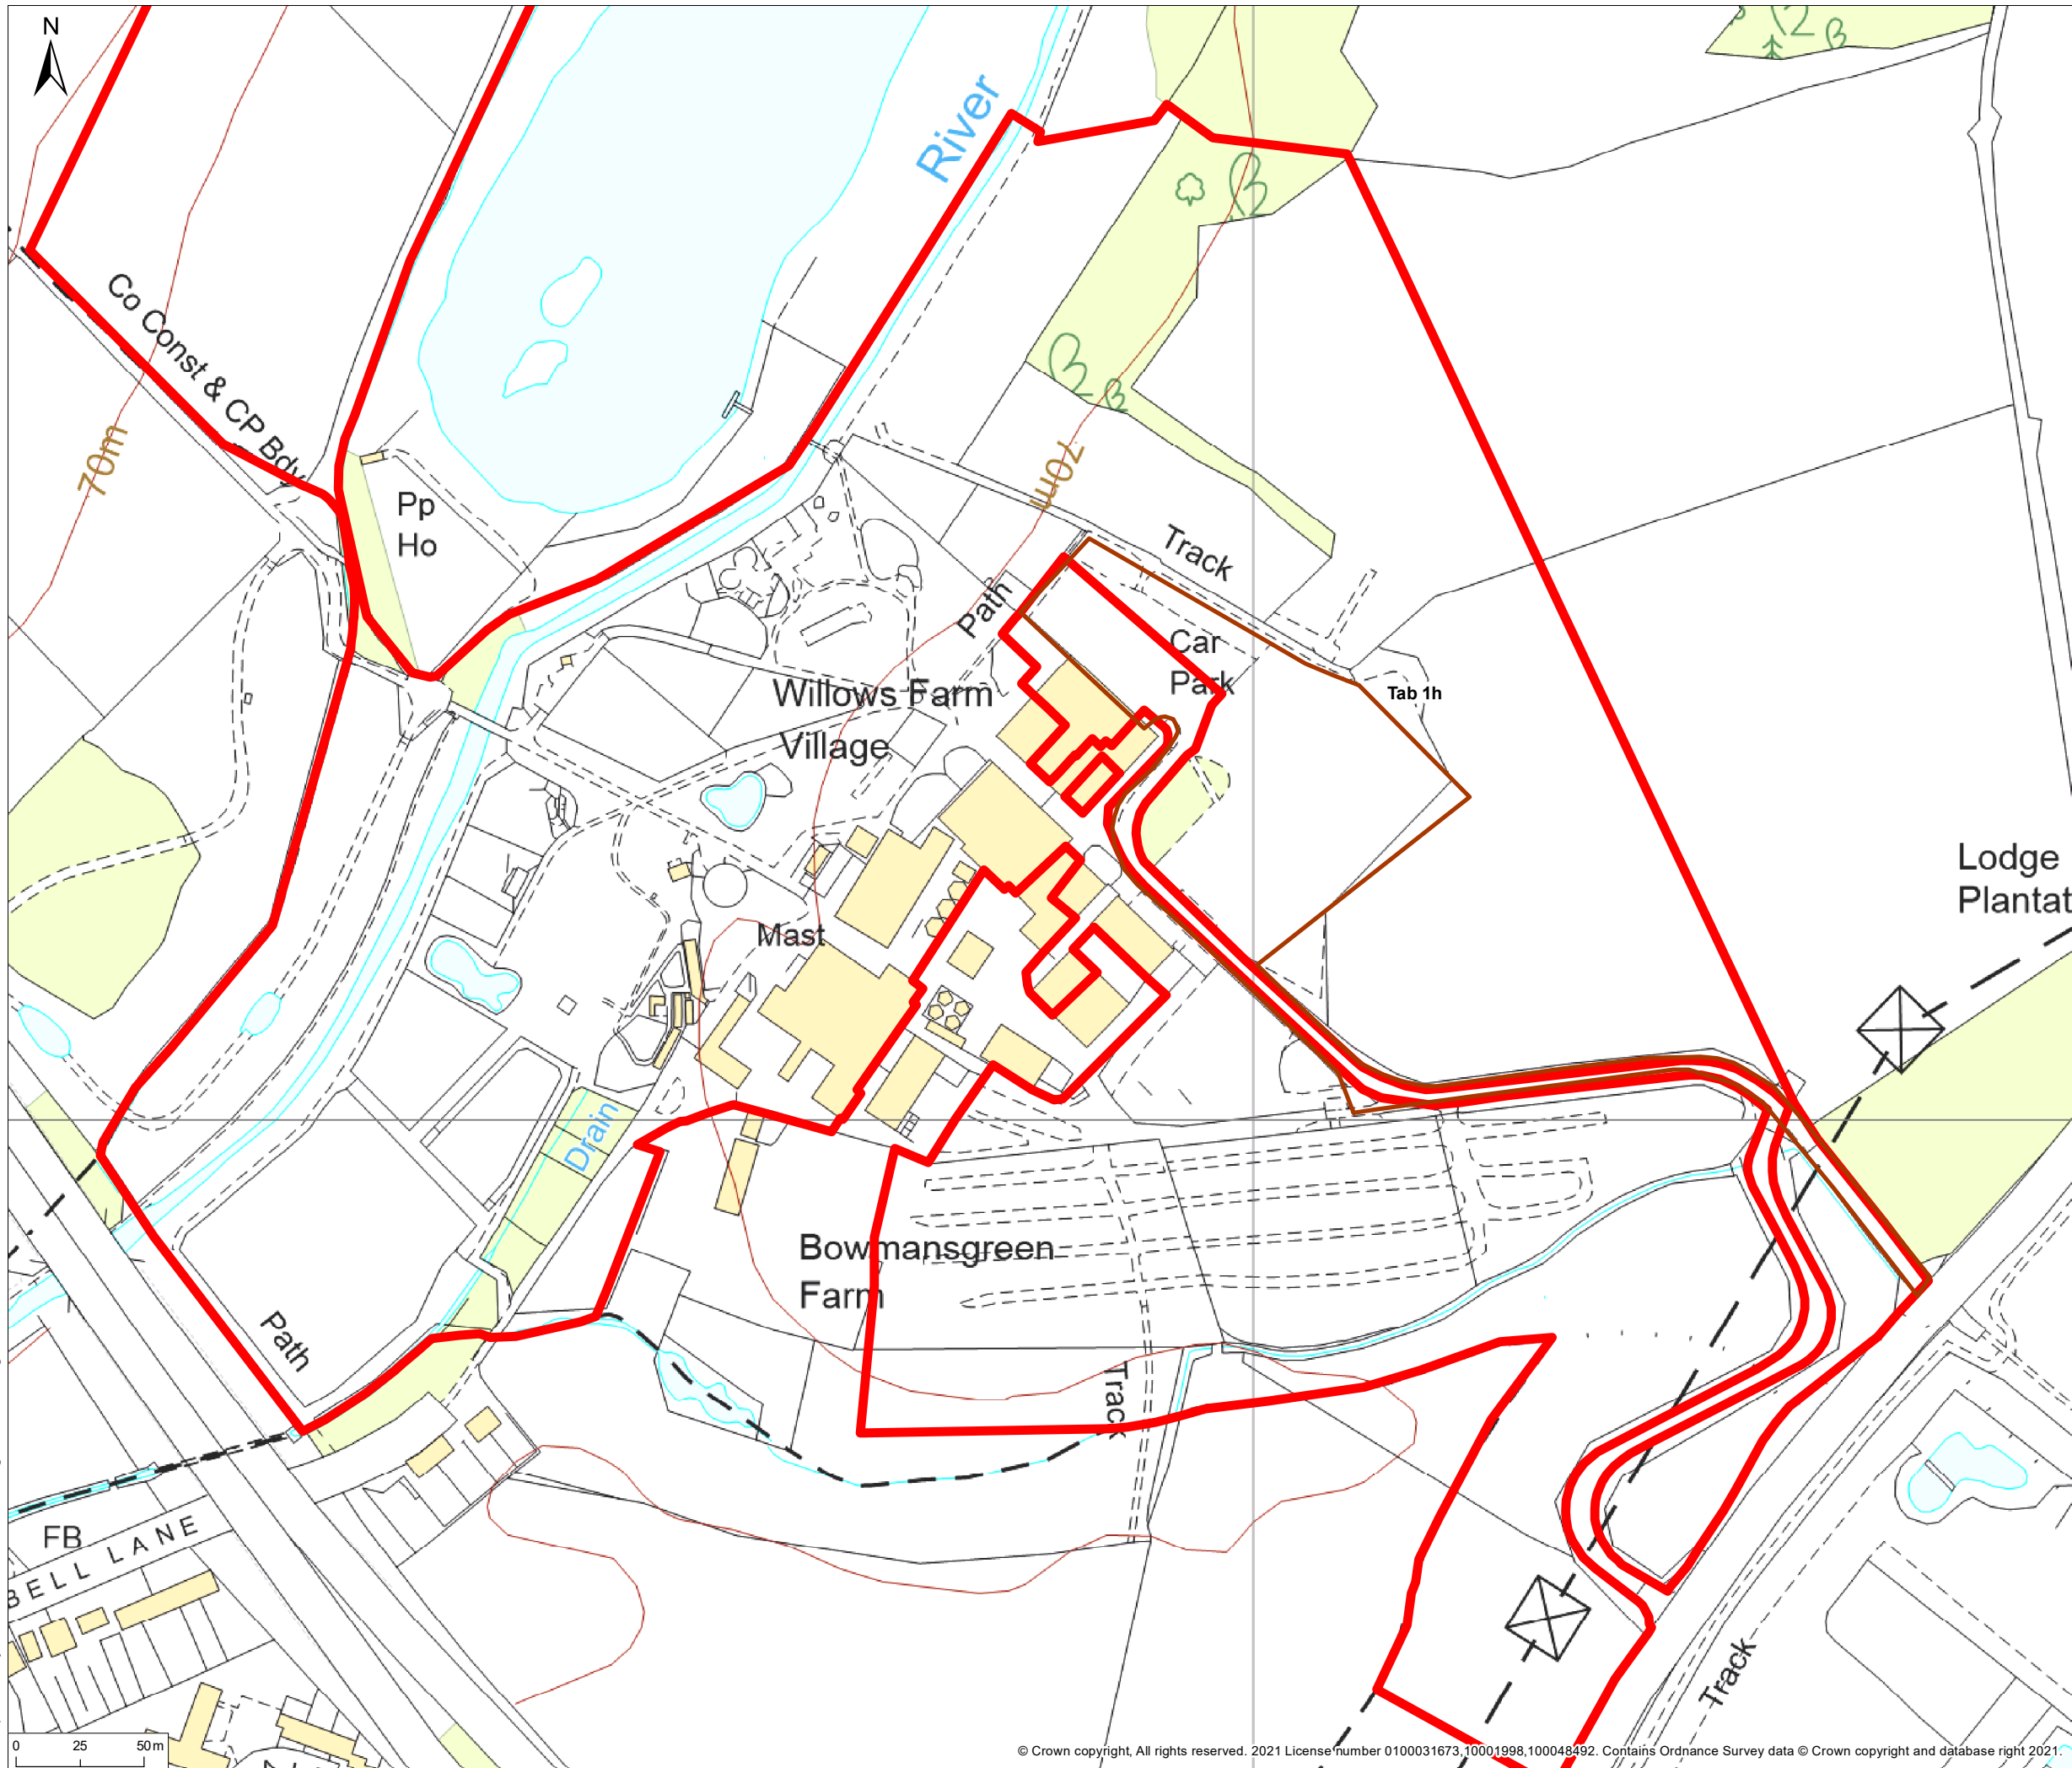 N
River
Co Const & CP Bdy
70m
70m
Pp
Ho
Track
Path
Car
Park
Tab 1h
Willows Farm
Village
Lodge
Plantat
Mast
Drain
Bowmansgreen
Farm
Path
Track
FB
BELL LANE
Track
0 25 50m
© Crown copyright, All rights reserved. 2021 License number 0100031673,10001998,100048492. Contains Ordnance Survey data © Crown copyright and database right 2021.